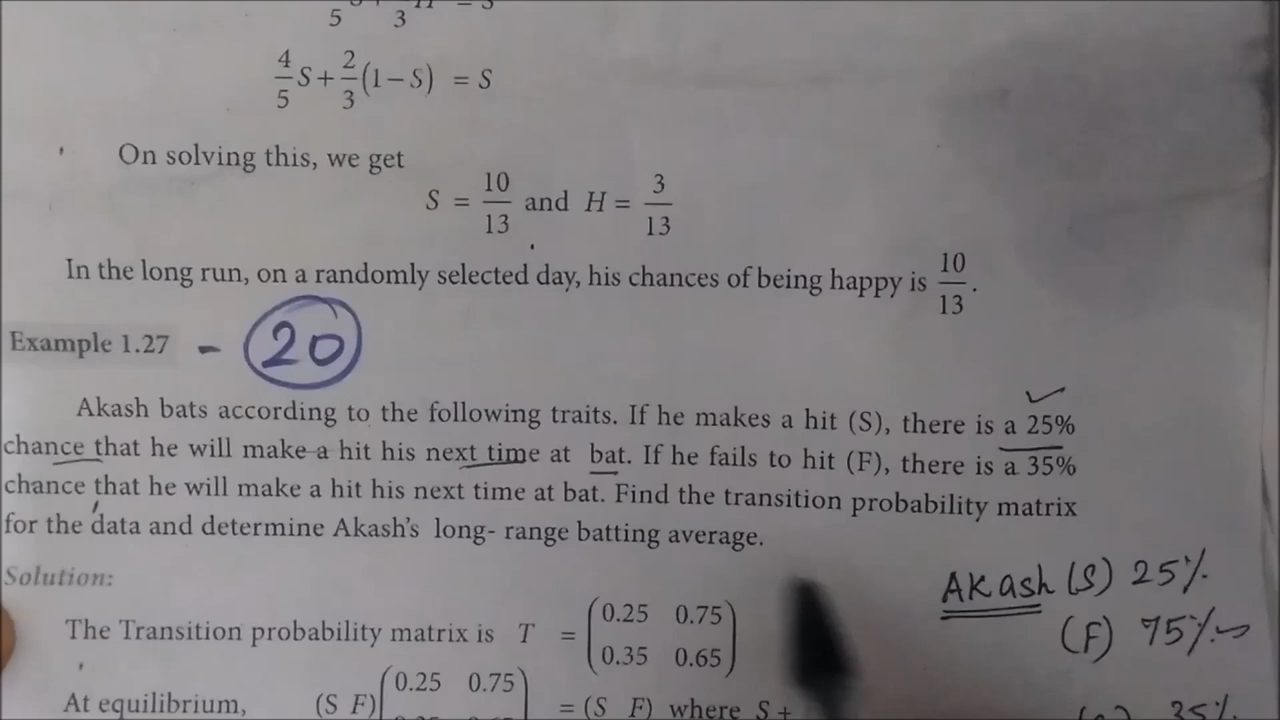 5 3
4/5 S + 2/3 (1 − S) = S
On solving this, we get
S = 10/13 and H = 3/13
In the long run, on a randomly selected day, his chances of being happy is 10/13.
Example 1.27 - 20
Akash bats according to the following traits. If he makes a hit (S), there is a 25%
chance that he will make a hit his next time at bat. If he fails to hit (F), there is a 35%
chance that he will make a hit his next time at bat. Find the transition probability matrix
for the data and determine Akash's long- range batting average.
Solution:
AKash (S) 25%
The Transition probability matrix is T = (0.25 0.75
0.35 0.65)
(F) 75%
At equilibrium, (S F)(0.25 0.75) = (S F) where S +
35%